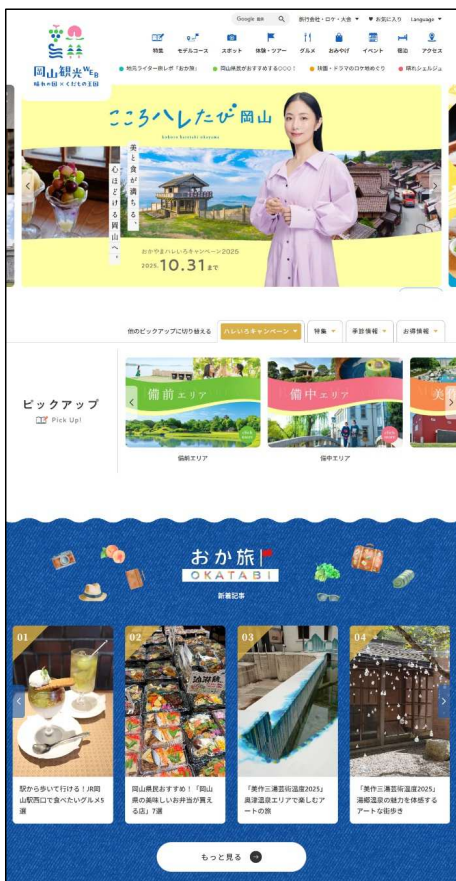 Google 提供
旅行会社・ロケ・大会
お気に入り
Language
特集
モデルコース
スポット
体験・ツアー
グルメ
おみやげ
イベント
宿泊
アクセス
岡山観光WEB
晴れの国×くだもの王国
地元ライター旅レポ「おか旅」
岡山県民がおすすめする○○○！
映画・ドラマのロケ地めぐり
晴れシェルジュ
こころハレたび岡山
kokoro haretabi okayama
美と食が満ちる、
心ほどける岡山へ。
おかやまハレいろキャンペーン2025
2025.10.31まで
他のピックアップに切り替える
ハレいろキャンペーン
特集
季節情報
お得情報
ピックアップ
Pick Up!
備前エリア
備中エリア
美
備前エリア
備中エリア
おか旅
OKATABI
新着記事
01
02
03
04
駅から歩いて行ける！JR岡
山駅西口で食べたいグルメ5
選
岡山県民おすすめ！「岡山
県の美味しいお弁当が買え
る店」7選
「美作三湯芸術温度2025」
奥津温泉エリアで楽しむア
ートの旅
「美作三湯芸術温度2025」
湯郷温泉の魅力を体感する
アートな街歩き
もっと見る